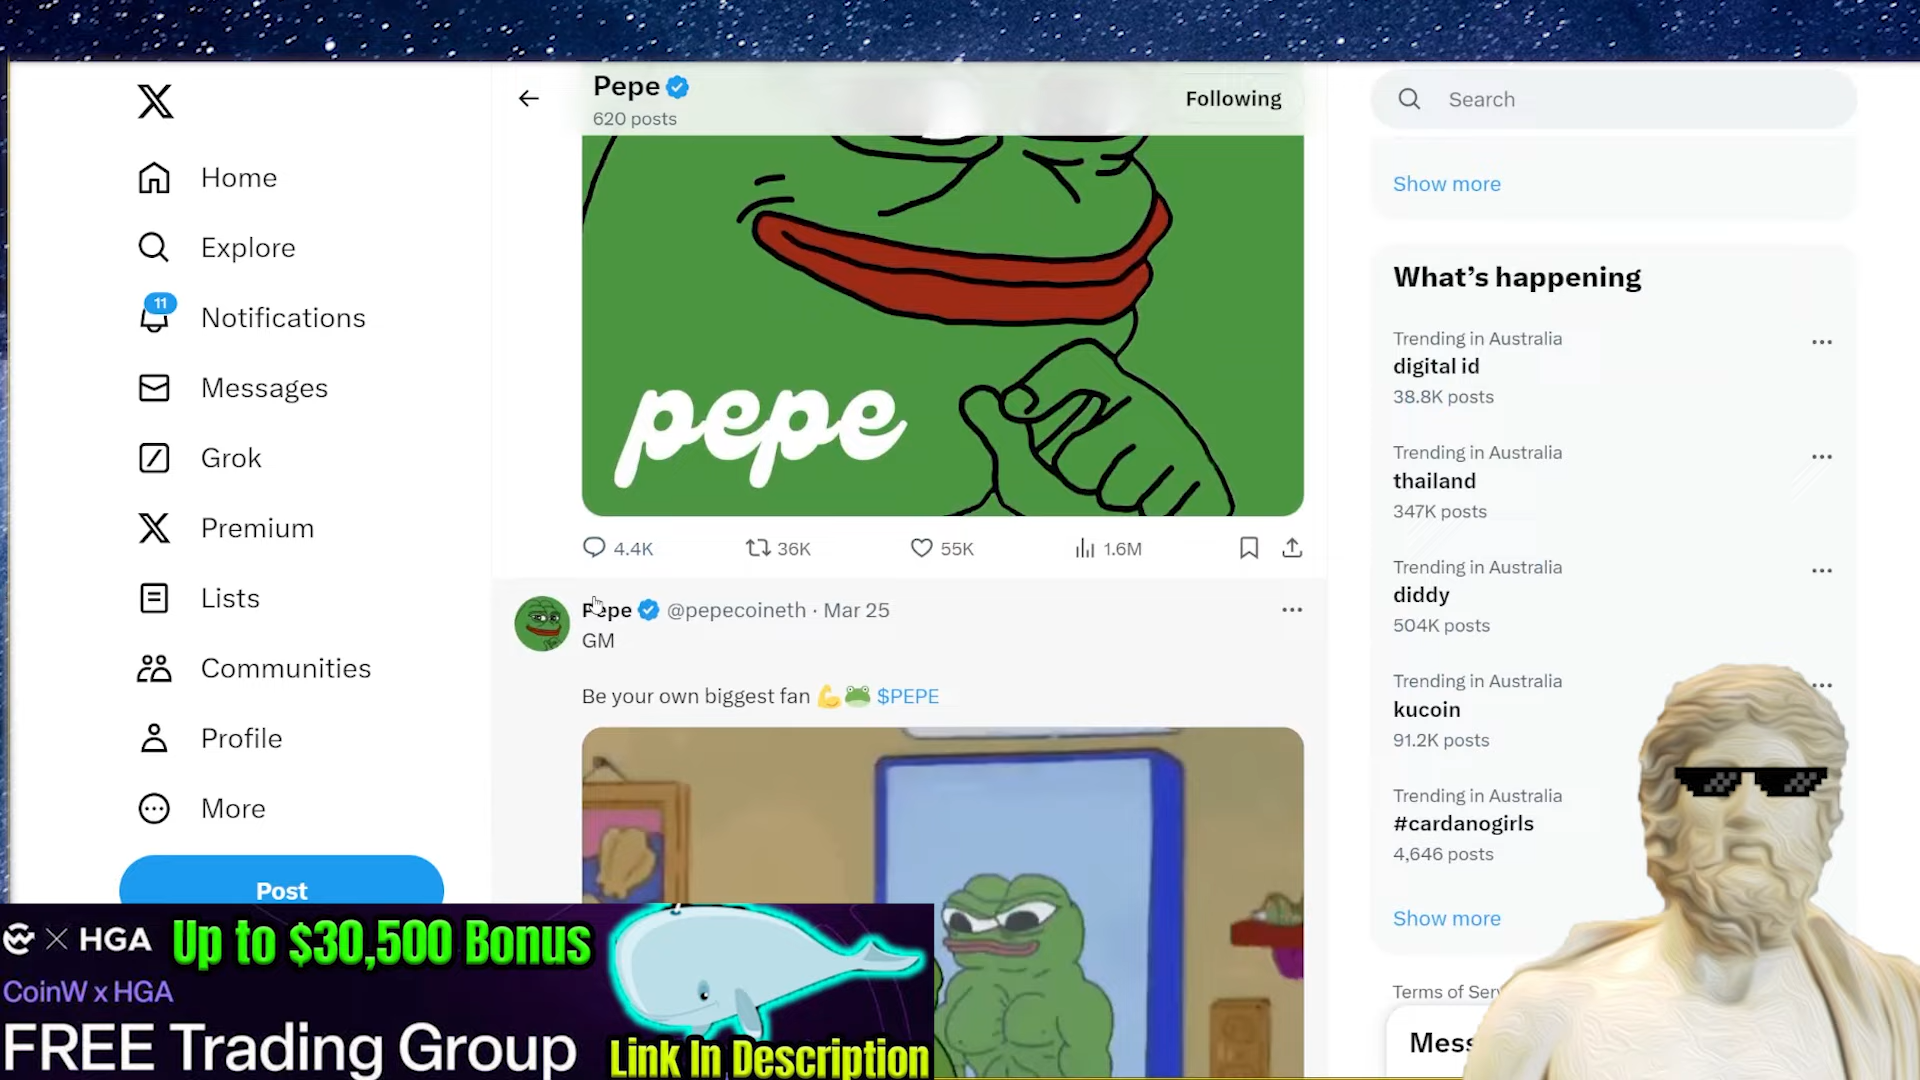 Home
Explore
11
Notifications
Messages
Grok
Premium
Lists
Communities
Profile
More
Post
Pepe
620 posts
Following
pepe
4.4K 36K 55K 1.6M
Pepe @pepecoineth · Mar 25
GM
Be your own biggest fan 💪🐸 $PEPE
Search
Show more
What's happening
Trending in Australia
digital id
38.8K posts
Trending in Australia
thailand
347K posts
Trending in Australia
diddy
504K posts
Trending in Australia
kucoin
91.2K posts
Trending in Australia
#cardanogirls
4,646 posts
Show more
Terms of
HGA Up to $30,500 Bonus
CoinW x HGA
FREE Trading Group
Link In Description